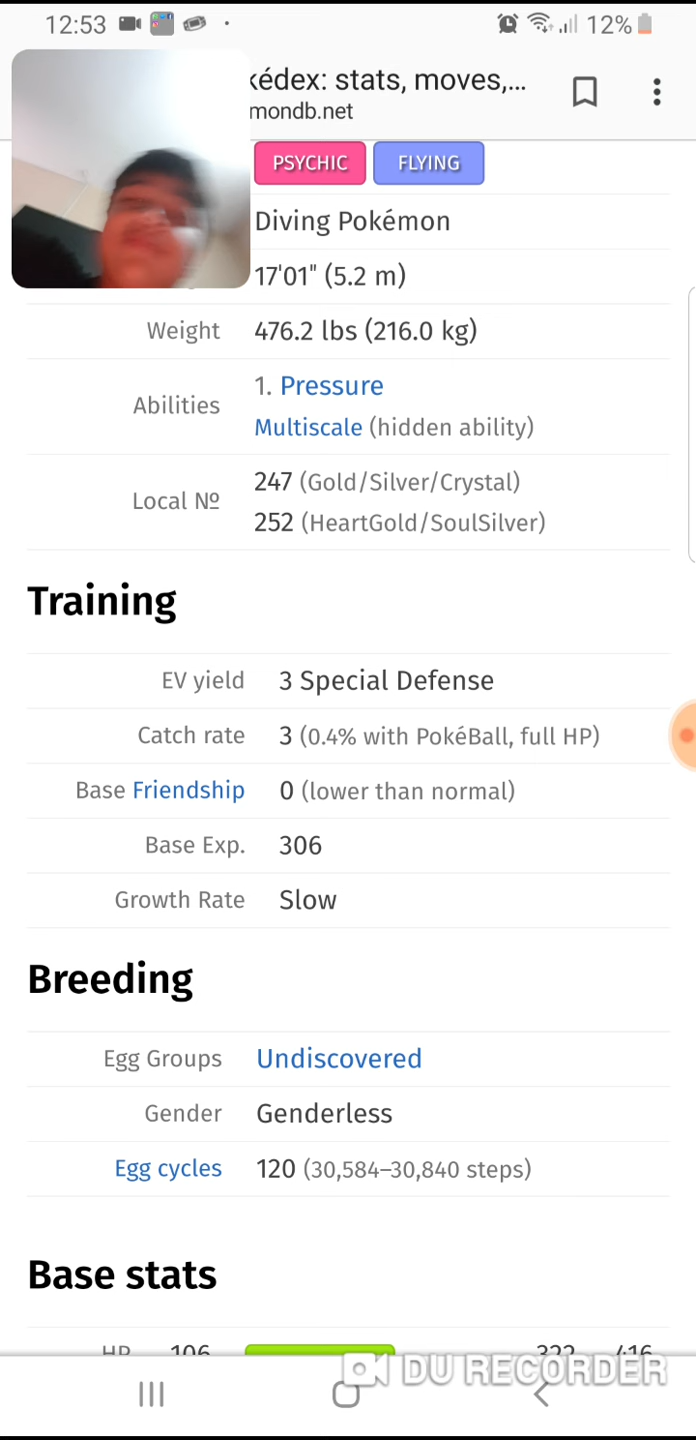 12:53 12%
kédex: stats, moves,...
mondb.net
PSYCHIC FLYING
Diving Pokémon
17'01" (5.2 m)
Weight 476.2 lbs (216.0 kg)
Abilities 1. Pressure
Multiscale (hidden ability)
Local Nº 247 (Gold/Silver/Crystal)
252 (HeartGold/SoulSilver)
Training
EV yield 3 Special Defense
Catch rate 3 (0.4% with PokéBall, full HP)
Base Friendship 0 (lower than normal)
Base Exp. 306
Growth Rate Slow
Breeding
Egg Groups Undiscovered
Gender Genderless
Egg cycles 120 (30,584–30,840 steps)
Base stats
HP 106 322 416
DU RECORDER